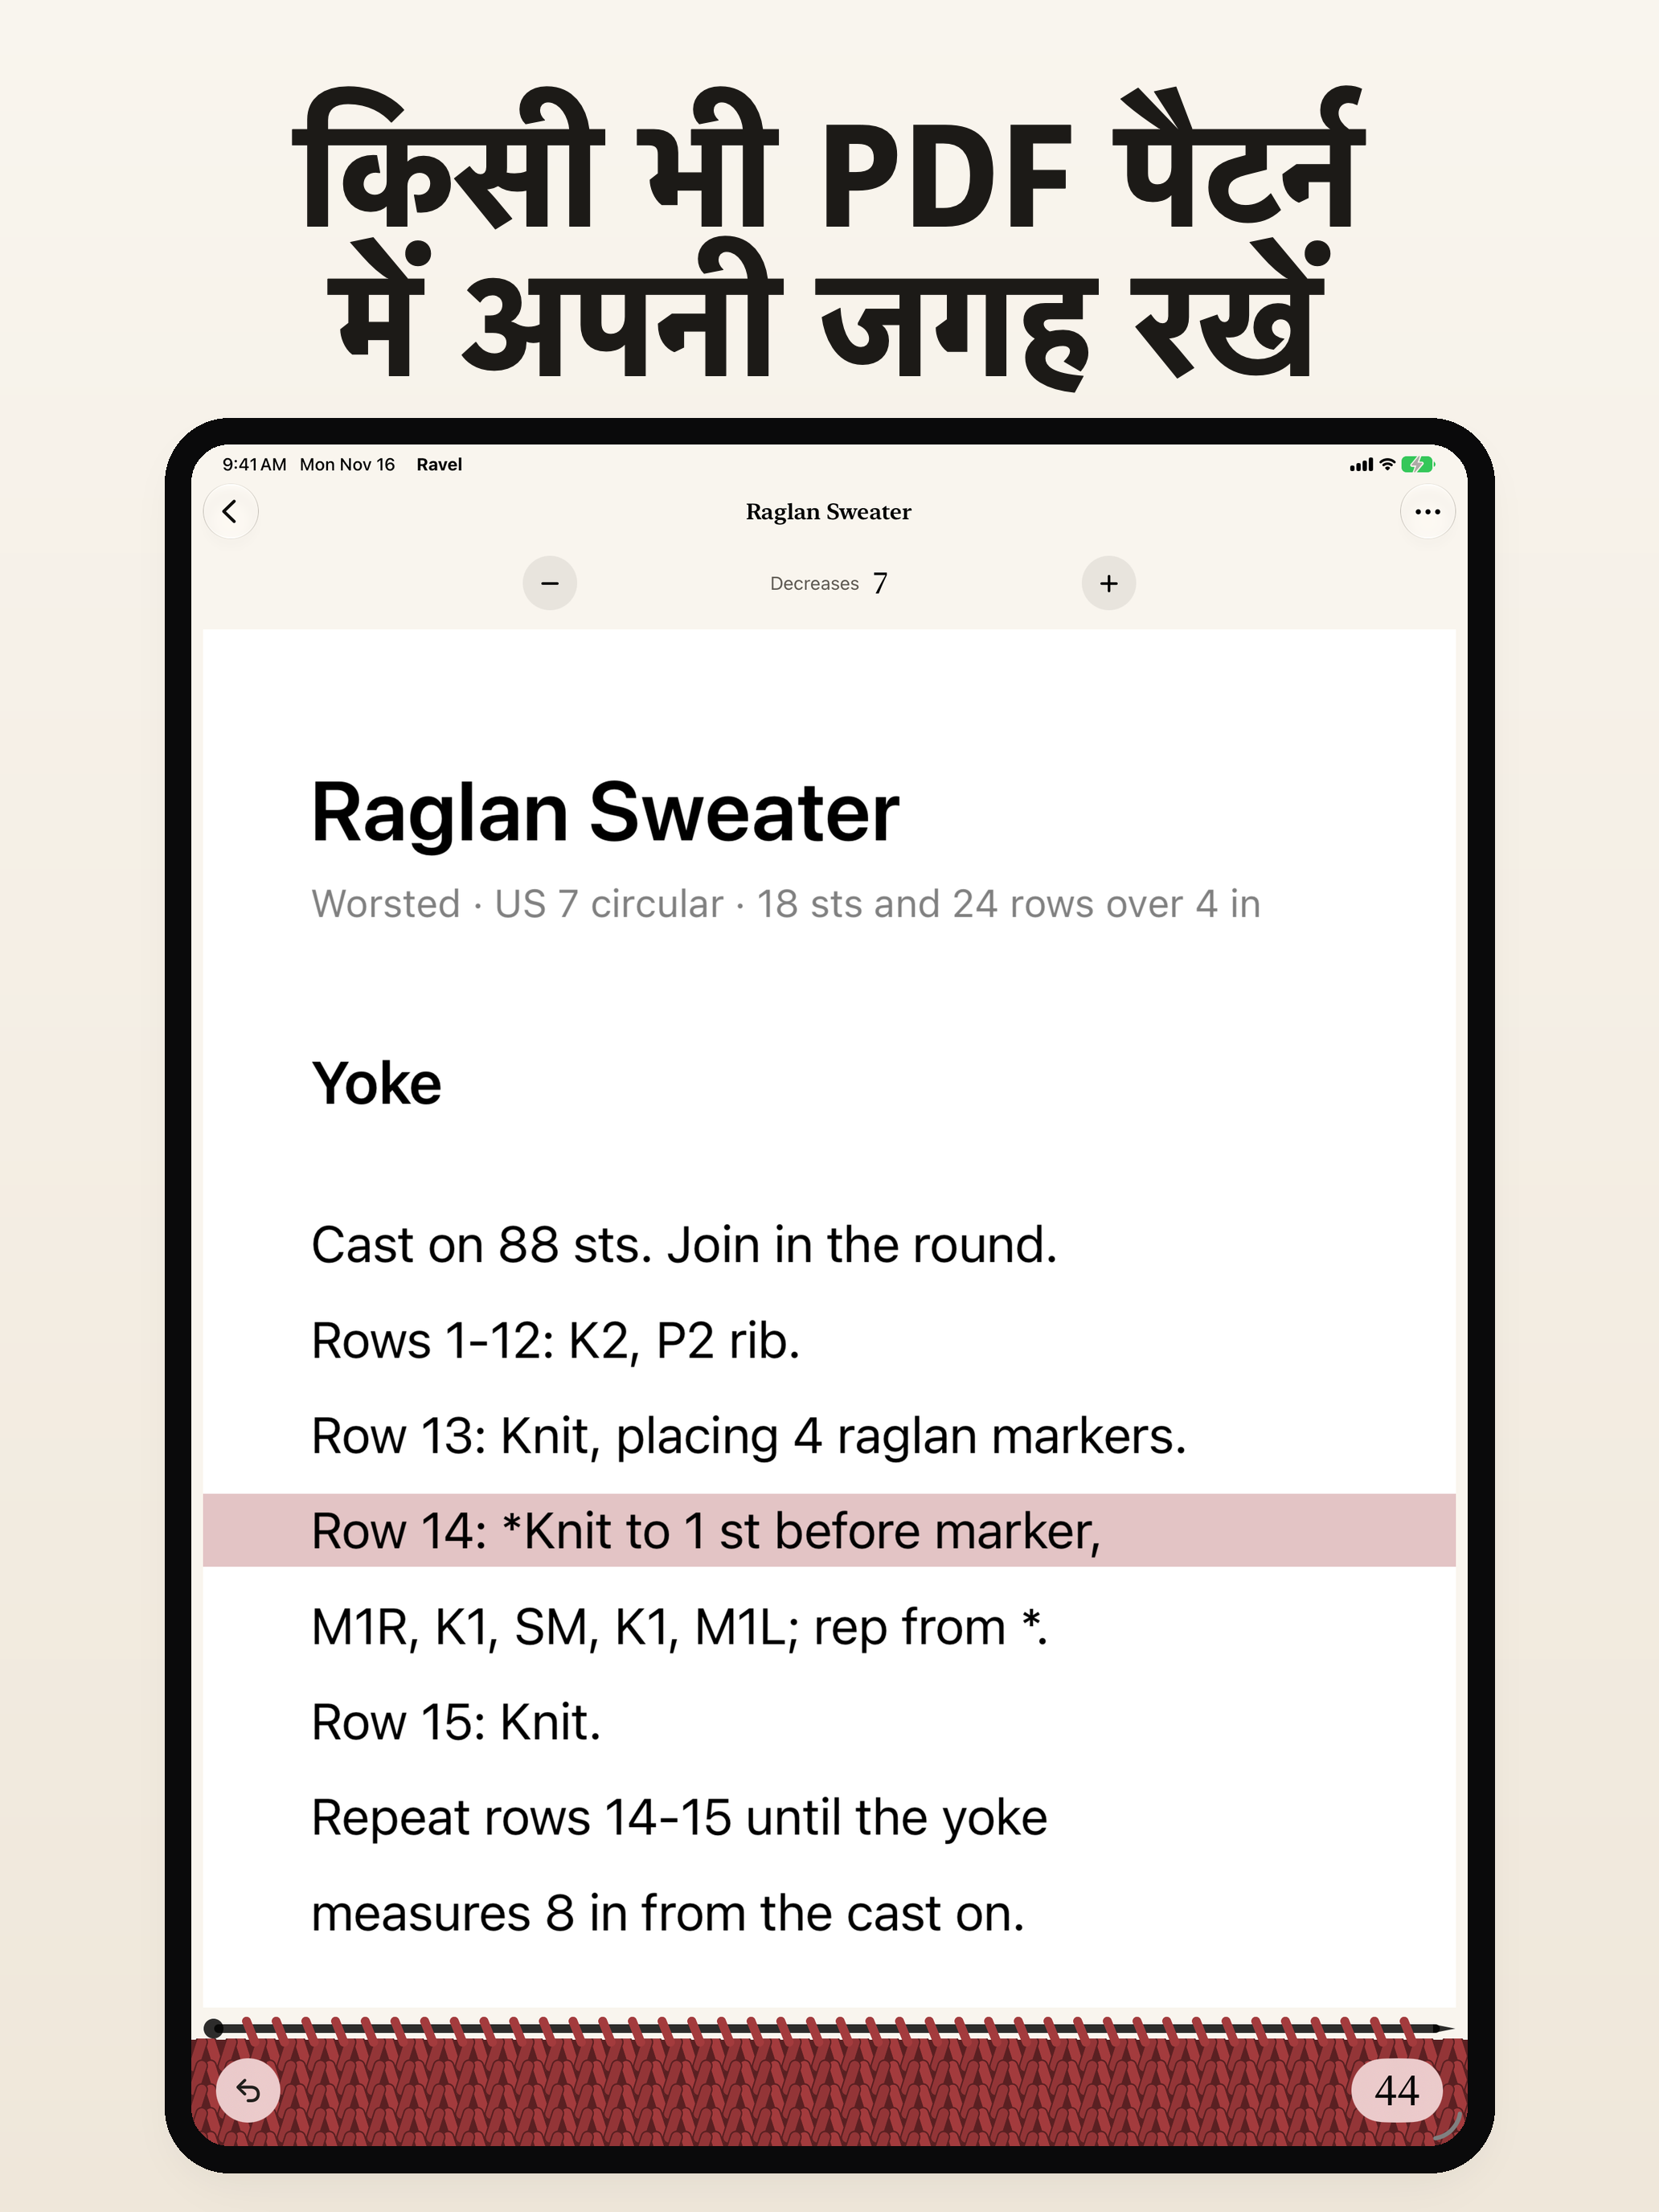 किसी भी PDF पैटर्न
में अपनी जगह रखें
9:41 AM Mon Nov 16 Ravel
Raglan Sweater
Decreases 7
Raglan Sweater
Worsted · US 7 circular · 18 sts and 24 rows over 4 in
Yoke
Cast on 88 sts. Join in the round.
Rows 1-12: K2, P2 rib.
Row 13: Knit, placing 4 raglan markers.
Row 14: *Knit to 1 st before marker,
M1R, K1, SM, K1, M1L; rep from *.
Row 15: Knit.
Repeat rows 14-15 until the yoke
measures 8 in from the cast on.
44